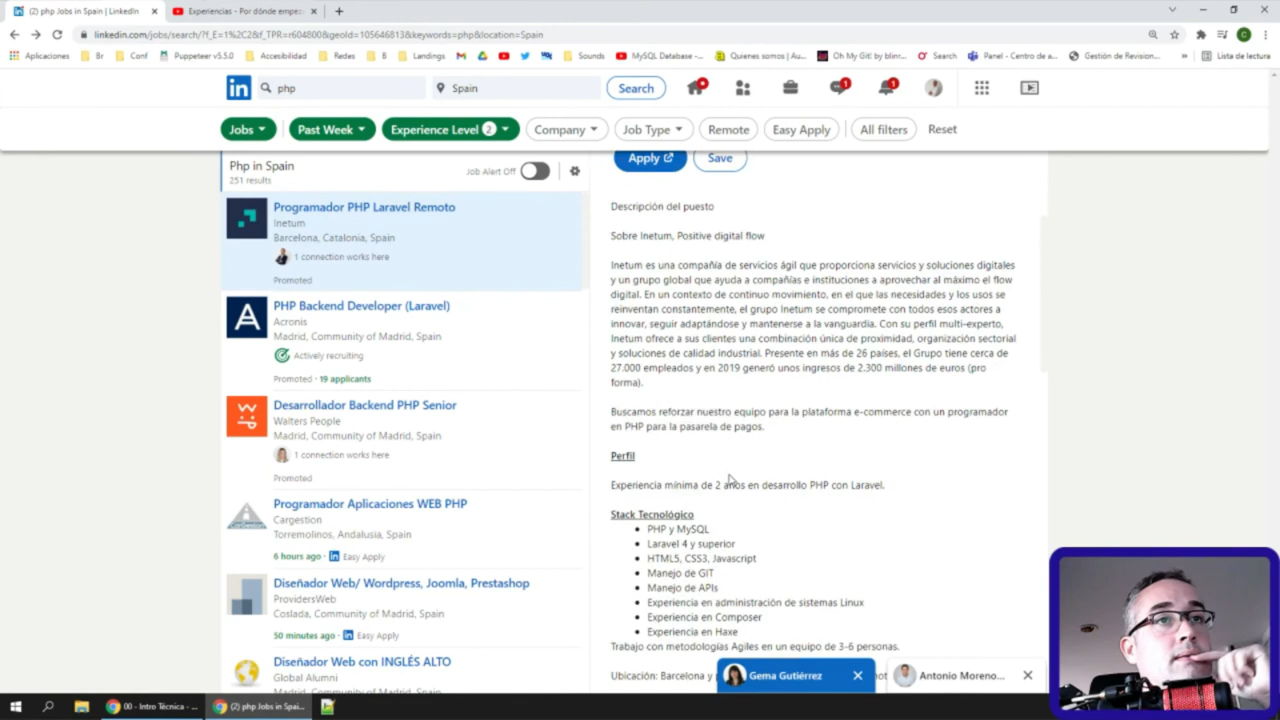 (2) php Jobs in Spain | LinkedIn
Experiencias - Por dónde empez
linkedin.com/jobs/search/?f_E=1%2C2&f_TPR=r604800&geoId=105646813&keywords=php&location=Spain
Aplicaciones Br Conf Puppeteer v5.5.0 Accesibilidad Redes B Landings Sounds MySQL Database -... Quienes somos | Au... Oh My Git! by blinr... Search Panel - Centro de a... Gestión de Revision... » Lista de lectura
in php Spain Search 1 1
Jobs Past Week Experience Level 2 Company Job Type Remote Easy Apply All filters Reset
Php in Spain
251 results
Job Alert Off
Programador PHP Laravel Remoto
Inetum
Barcelona, Catalonia, Spain
1 connection works here
Promoted
PHP Backend Developer (Laravel)
Acronis
Madrid, Community of Madrid, Spain
Actively recruiting
Promoted · 19 applicants
Desarrollador Backend PHP Senior
Walters People
Madrid, Community of Madrid, Spain
1 connection works here
Promoted
Programador Aplicaciones WEB PHP
Cargestion
Torremolinos, Andalusia, Spain
6 hours ago · in Easy Apply
Diseñador Web/ Wordpress, Joomla, Prestashop
ProvidersWeb
Coslada, Community of Madrid, Spain
50 minutes ago · in Easy Apply
Diseñador Web con INGLÉS ALTO
Global Alumni
Madrid, Community of Madrid, Spain
Apply Save
Descripción del puesto
Sobre Inetum, Positive digital flow
Inetum es una compañía de servicios ágil que proporciona servicios y soluciones digitales
y un grupo global que ayuda a compañías e instituciones a aprovechar al máximo el flow
digital. En un contexto de continuo movimiento, en el que las necesidades y los usos se
reinventan constantemente, el grupo Inetum se compromete con todos esos actores a
innovar, seguir adaptándose y mantenerse a la vanguardia. Con su perfil multi-experto,
Inetum ofrece a sus clientes una combinación única de proximidad, organización sectorial
y soluciones de calidad industrial. Presente en más de 26 países, el Grupo tiene cerca de
27.000 empleados y en 2019 generó unos ingresos de 2.300 millones de euros (pro
forma).
Buscamos reforzar nuestro equipo para la plataforma e-commerce con un programador
en PHP para la pasarela de pagos.
Perfil
Experiencia mínima de 2 años en desarrollo PHP con Laravel.
Stack Tecnológico
• PHP y MySQL
• Laravel 4 y superior
• HTML5, CSS3, Javascript
• Manejo de GIT
• Manejo de APIs
• Experiencia en administración de sistemas Linux
• Experiencia en Composer
• Experiencia en Haxe
Trabajo con metodologías Agiles en un equipo de 3-6 personas.
Ubicación: Barcelona y
Gema Gutiérrez
Antonio Moreno...
00 - Intro Técnica - ...
(2) php Jobs in Spai...